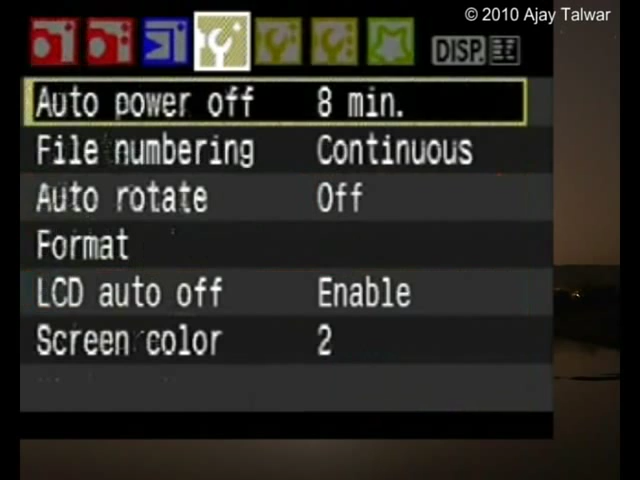 © 2010 Ajay Talwar
DISP.
Auto power off 8 min.
File numbering Continuous
Auto rotate Off
Format
LCD auto off Enable
Screen color 2